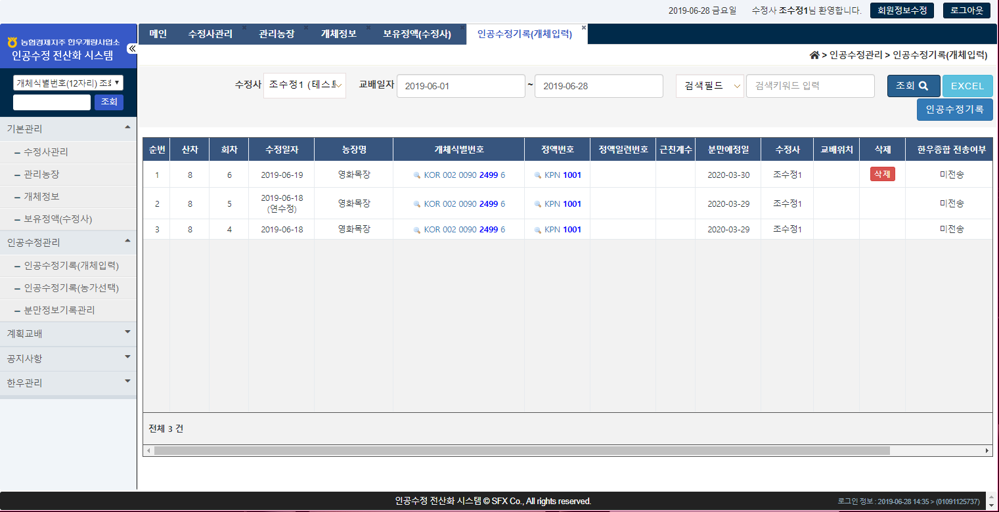 2019-06-28 금요일 수정사 조수정1님 환영합니다. 회원정보수정 로그아웃
농협경제지주 한우개량사업소
인공수정 전산화 시스템
메인 수정사관리 관리농장 개체정보 보유정액(수정사) 인공수정기록(개체입력)
> 인공수정관리 > 인공수정기록(개체입력)
개체식별번호(12자리) 조회
조회
기본관리
수정사관리
관리농장
개체정보
보유정액(수정사)
인공수정관리
인공수정기록(개체입력)
인공수정기록(농가선택)
분만정보기록관리
계획교배
공지사항
한우관리
수정사 조수정1 (테스트 교배일자 2019-06-01 ~ 2019-06-28 검색필드 검색키워드 입력 조회 EXCEL
인공수정기록
순번 산차 회차 수정일자 농장명 개체식별번호 정액번호 정액일련번호 근친계수 분만예정일 수정사 교배위치 삭제 한우종합 전송여부
1 8 6 2019-06-19 영화목장 KOR 002 0090 2499 6 KPN 1001 2020-03-30 조수정1 삭제 미전송
2 8 5 2019-06-18 (연수정) 영화목장 KOR 002 0090 2499 6 KPN 1001 2020-03-29 조수정1 미전송
3 8 4 2019-06-18 영화목장 KOR 002 0090 2499 6 KPN 1001 2020-03-29 조수정1 미전송
전체 3 건
인공수정 전산화 시스템 © SFX Co., All rights reserved.
로그인 정보 : 2019-06-28 14:35 > (01091125737)